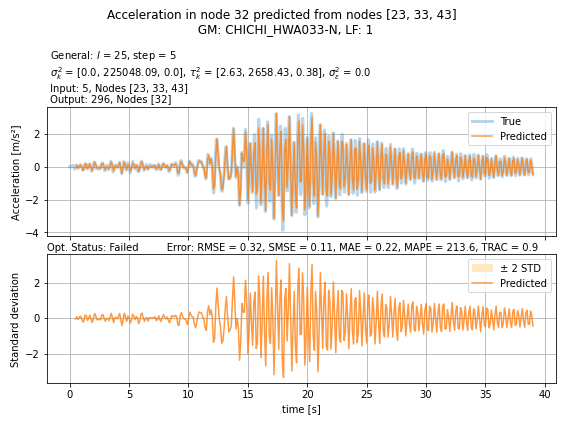 Acceleration in node 32 predicted from nodes [23, 33, 43]
GM: CHICHI_HWA033-N, LF: 1
General: l = 25, step = 5
σ²ₖ = [0.0, 225048.09, 0.0], τ²ₖ = [2.63, 2658.43, 0.38], σ²ε = 0.0
Input: 5, Nodes [23, 33, 43]
Output: 296, Nodes [32]
Acceleration [m/s²]
2
0
−2
−4
True
Predicted
Opt. Status: Failed
Error: RMSE = 0.32, SMSE = 0.11, MAE = 0.22, MAPE = 213.6, TRAC = 0.9
Standard deviation
2
0
−2
± 2 STD
Predicted
0 5 10 15 20 25 30 35 40
time [s]